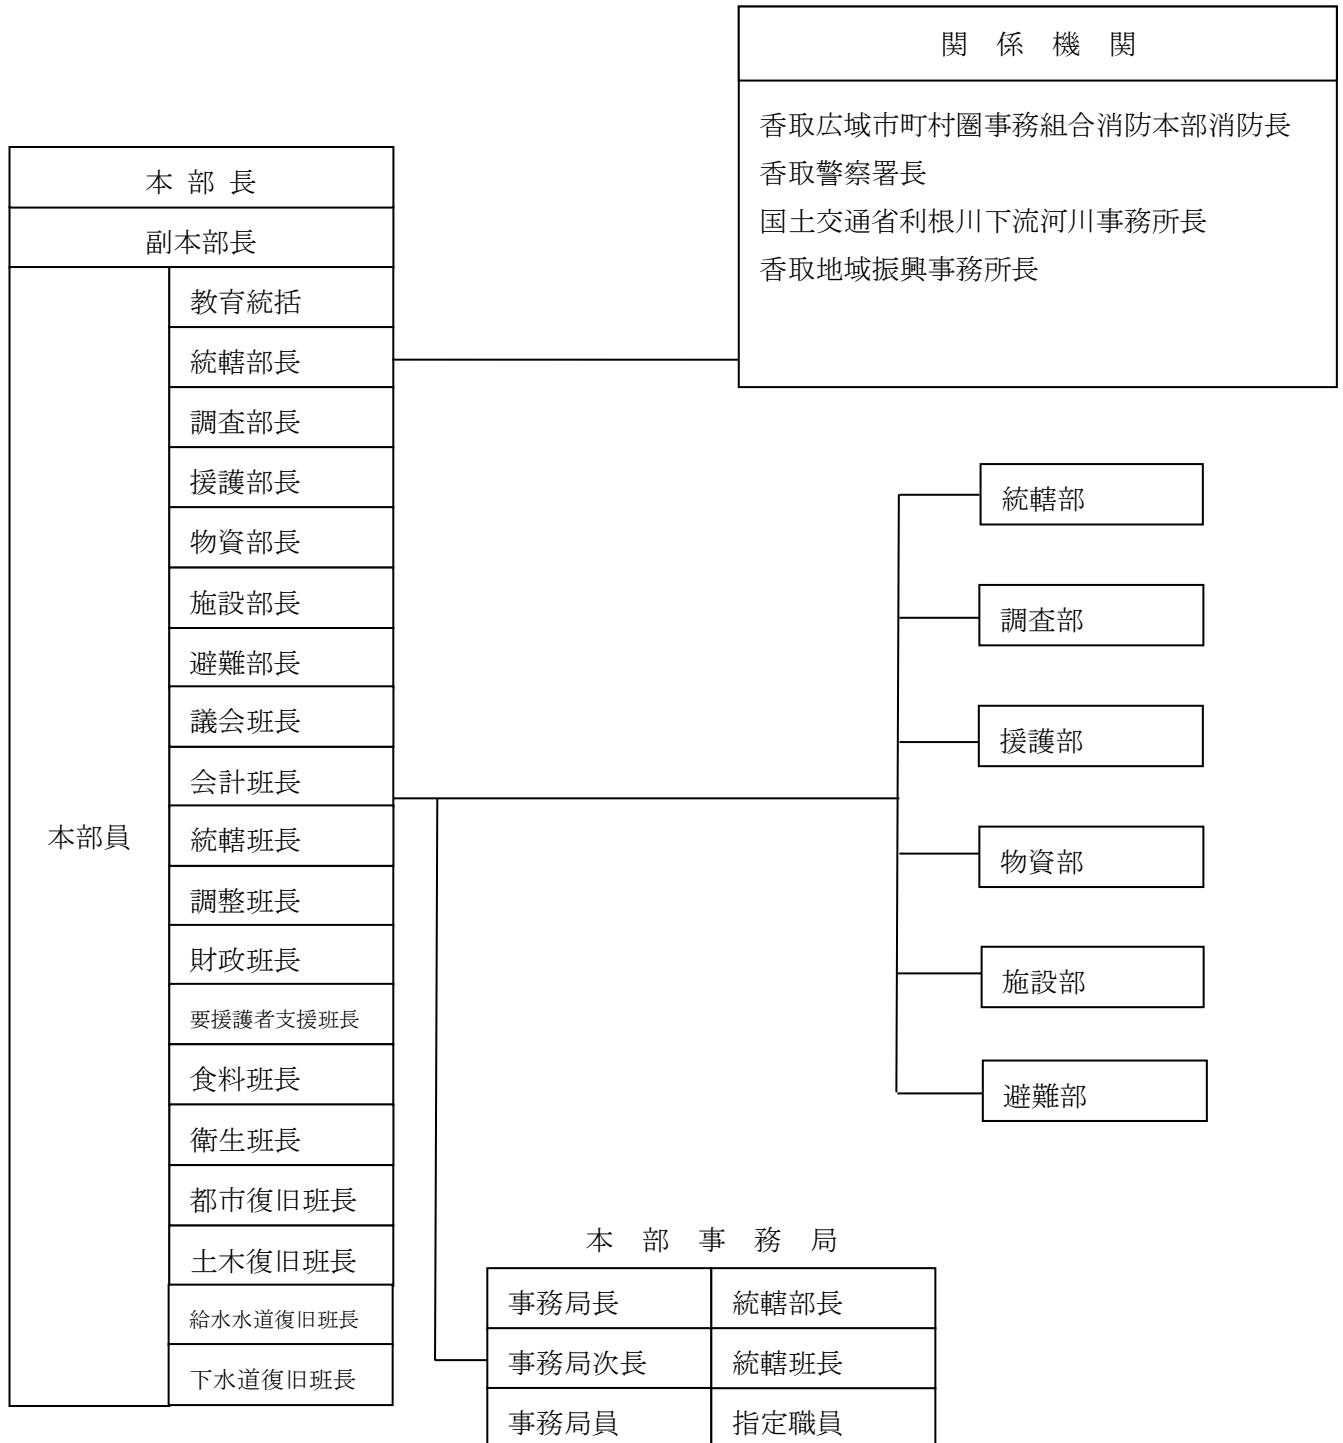 関係機関
香取広域市町村圏事務組合消防本部消防長
香取警察署長
国土交通省利根川下流河川事務所長
香取地域振興事務所長
本部長
副本部長
本部員
教育統括
統轄部長
調査部長
援護部長
物資部長
施設部長
避難部長
議会班長
会計班長
統轄班長
調整班長
財政班長
要援護者支援班長
食料班長
衛生班長
都市復旧班長
土木復旧班長
給水水道復旧班長
下水道復旧班長
統轄部
調査部
援護部
物資部
施設部
避難部
本部事務局
事務局長 統轄部長
事務局次長 統轄班長
事務局員 指定職員